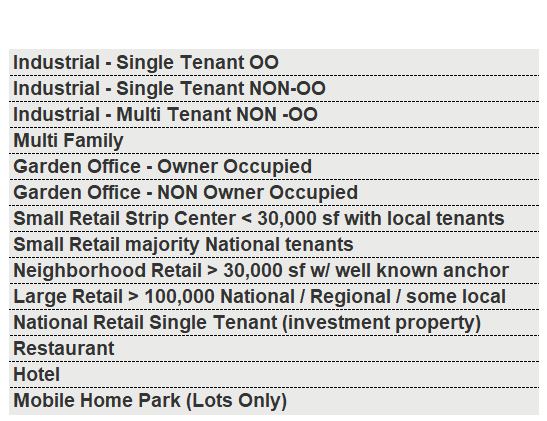 Industrial - Single Tenant OO
Industrial - Single Tenant NON-OO
Industrial - Multi Tenant NON -OO
Multi Family
Garden Office - Owner Occupied
Garden Office - NON Owner Occupied
Small Retail Strip Center < 30,000 sf with local tenants
Small Retail majority National tenants
Neighborhood Retail > 30,000 sf w/ well known anchor
Large Retail > 100,000 National / Regional / some local
National Retail Single Tenant (investment property)
Restaurant
Hotel
Mobile Home Park (Lots Only)